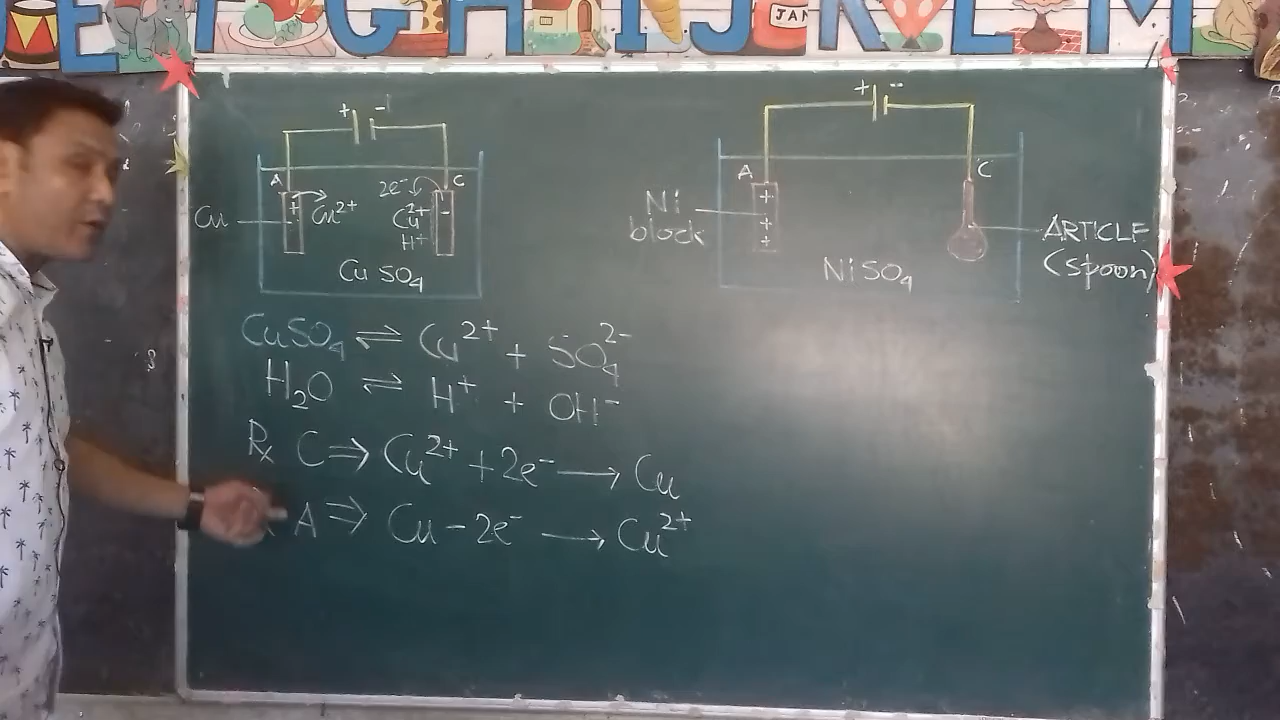 E F G H I J K L M
JAM
+ -
A C
2e⁻
Cu + Cu²⁺ Cu²⁺ -
H⁺
CuSO₄
+ --
A C
Ni block
+
+
+
ARTICLE (spoon)
NiSO₄
CuSO₄ ⇌ Cu²⁺ + SO₄²⁻
H₂O ⇌ H⁺ + OH⁻
Rx C ⇒ Cu²⁺ + 2e⁻ → Cu
A ⇒ Cu - 2e⁻ → Cu²⁺